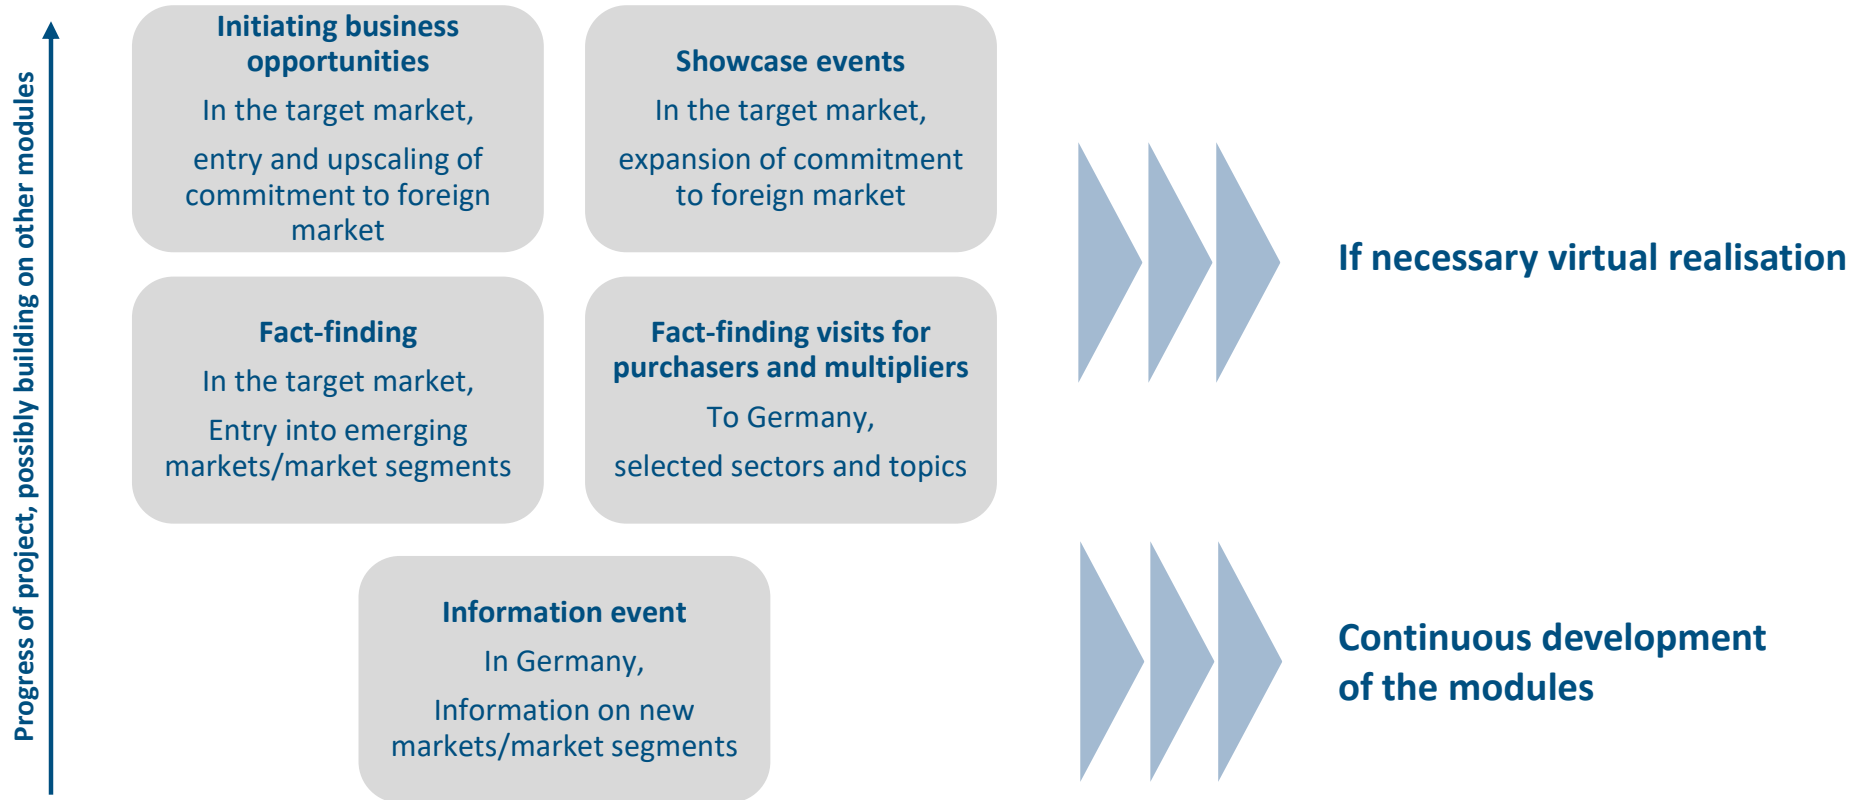 Progress of project, possibly building on other modules
Initiating business
opportunities
In the target market,
entry and upscaling of
commitment to foreign
market
Showcase events
In the target market,
expansion of commitment
to foreign market
Fact-finding
In the target market,
Entry into emerging
markets/market segments
Fact-finding visits for
purchasers and multipliers
To Germany,
selected sectors and topics
Information event
In Germany,
Information on new
markets/market segments
If necessary virtual realisation
Continuous development
of the modules